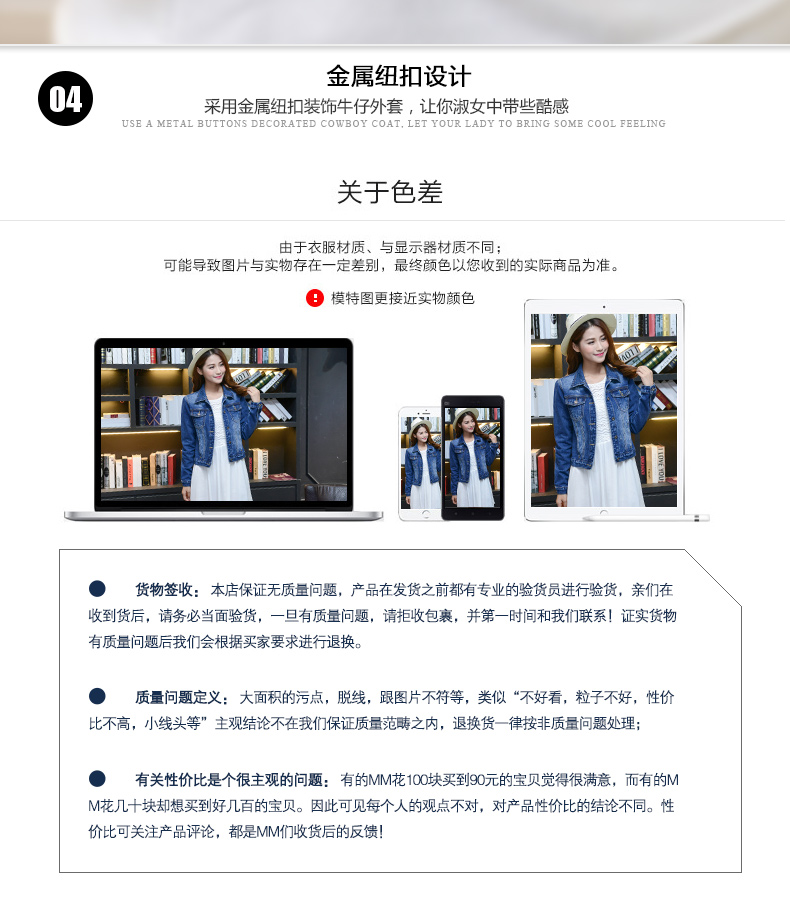 04
金属纽扣设计
采用金属纽扣装饰牛仔外套，让你淑女中带些酷感
USE A METAL BUTTONS DECORATED COWBOY COAT, LET YOUR LADY TO BRING SOME COOL FEELING
关于色差
由于衣服材质、与显示器材质不同；
可能导致图片与实物存在一定差别，最终颜色以您收到的实际商品为准。
模特图更接近实物颜色
货物签收：本店保证无质量问题，产品在发货之前都有专业的验货员进行验货，亲们在
收到货后，请务必当面验货，一旦有质量问题，请拒收包裹，并第一时间和我们联系！证实货物
有质量问题后我们会根据买家要求进行退换。
质量问题定义：大面积的污点，脱线，跟图片不符等，类似“不好看，粒子不好，性价
比不高，小线头等”主观结论不在我们保证质量范畴之内，退换货一律按非质量问题处理；
有关性价比是个很主观的问题：有的MM花100块买到90元的宝贝觉得很满意，而有的M
M花几十块却想买到好几百的宝贝。因此可见每个人的观点不对，对产品性价比的结论不同。性
价比可关注产品评论，都是MM们收货后的反馈！